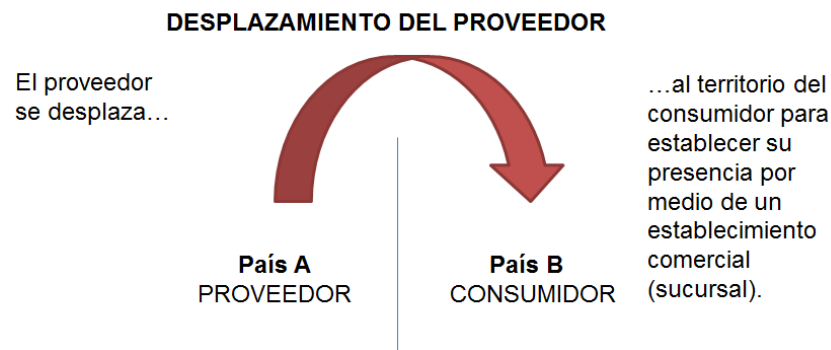 DESPLAZAMIENTO DEL PROVEEDOR
El proveedor
se desplaza…
…al territorio del
consumidor para
establecer su
presencia por
medio de un
establecimiento
comercial
(sucursal).
País A
PROVEEDOR
País B
CONSUMIDOR